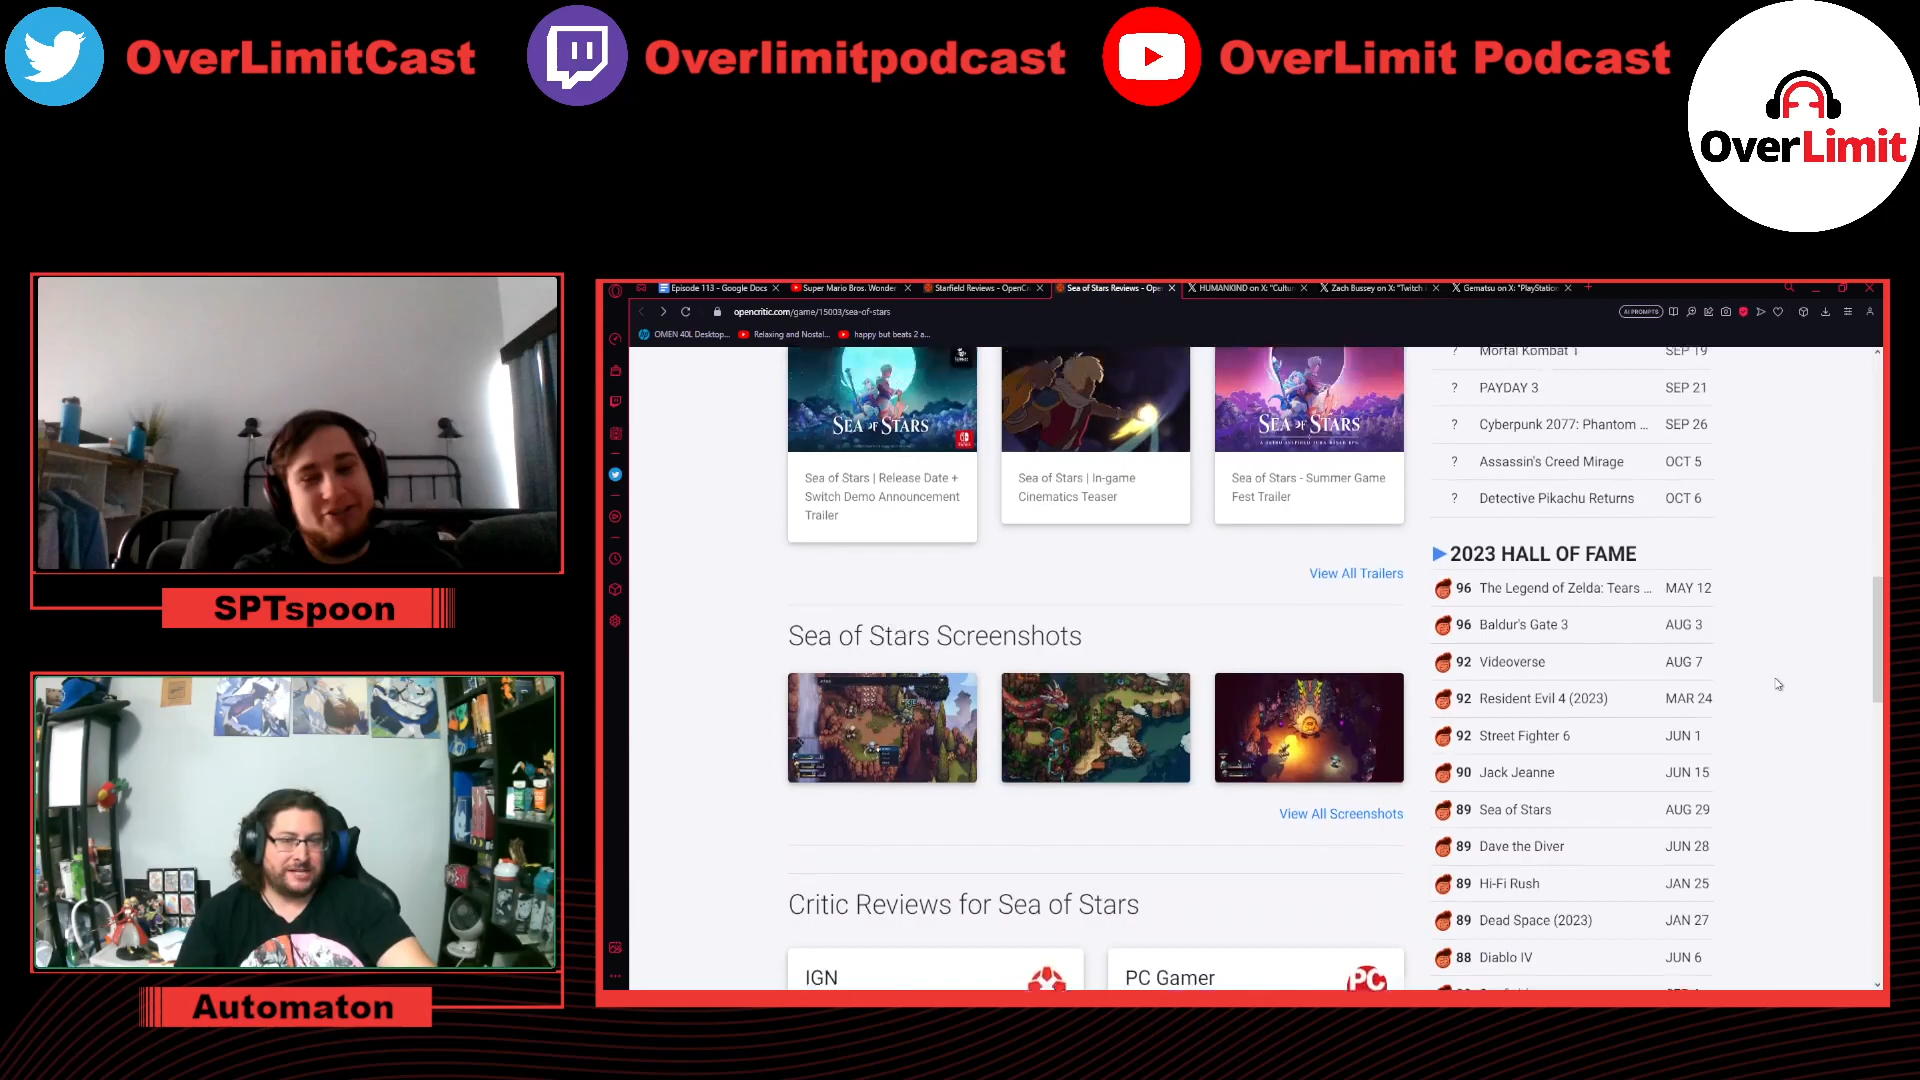 OverLimitCast
Overlimitpodcast
OverLimit Podcast
OverLimit
SPTspoon
Automaton
Episode 113 - Google Docs
Super Mario Bros. Wonder
Starfield Reviews - OpenCr
Sea of Stars Reviews - Ope
HUMANKIND on X: "Cultur
Zach Bussey on X: "Twitch
Gematsu on X: "PlayStation
opencritic.com/game/15003/sea-of-stars
AI PROMPTS
OMEN 40L Desktop...
Relaxing and Nostal...
happy but beats 2 a...
SEA OF STARS
SEA OF STARS
Sea of Stars | Release Date +
Switch Demo Announcement
Trailer
Sea of Stars | In-game
Cinematics Teaser
Sea of Stars - Summer Game
Fest Trailer
View All Trailers
Sea of Stars Screenshots
View All Screenshots
Critic Reviews for Sea of Stars
IGN
PC Gamer
PC
? Mortal Kombat 1 SEP 19
? PAYDAY 3 SEP 21
? Cyberpunk 2077: Phantom ... SEP 26
? Assassin's Creed Mirage OCT 5
? Detective Pikachu Returns OCT 6
2023 HALL OF FAME
96 The Legend of Zelda: Tears ... MAY 12
96 Baldur's Gate 3 AUG 3
92 Videoverse AUG 7
92 Resident Evil 4 (2023) MAR 24
92 Street Fighter 6 JUN 1
90 Jack Jeanne JUN 15
89 Sea of Stars AUG 29
89 Dave the Diver JUN 28
89 Hi-Fi Rush JAN 25
89 Dead Space (2023) JAN 27
88 Diablo IV JUN 6